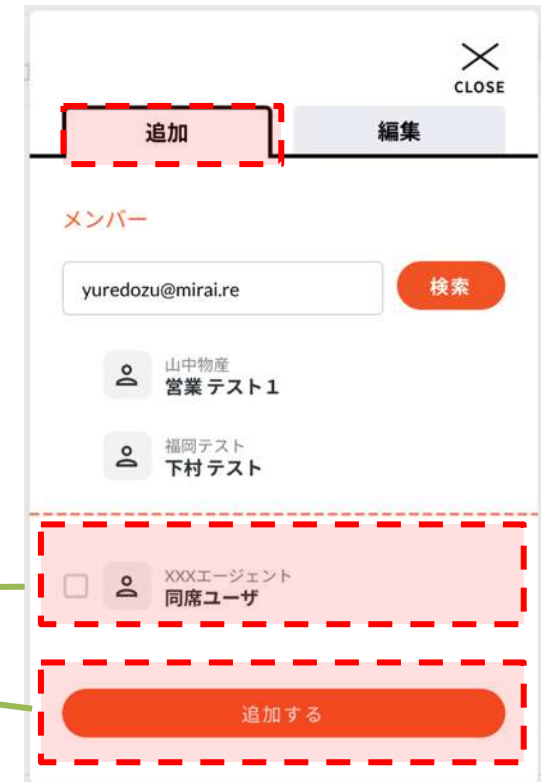 CLOSE
追加
編集
メンバー
yuredozu@mirai.re
検索
山中物産
営業 テスト１
福岡テスト
下村 テスト
XXXエージェント
同席ユーザ
追加する